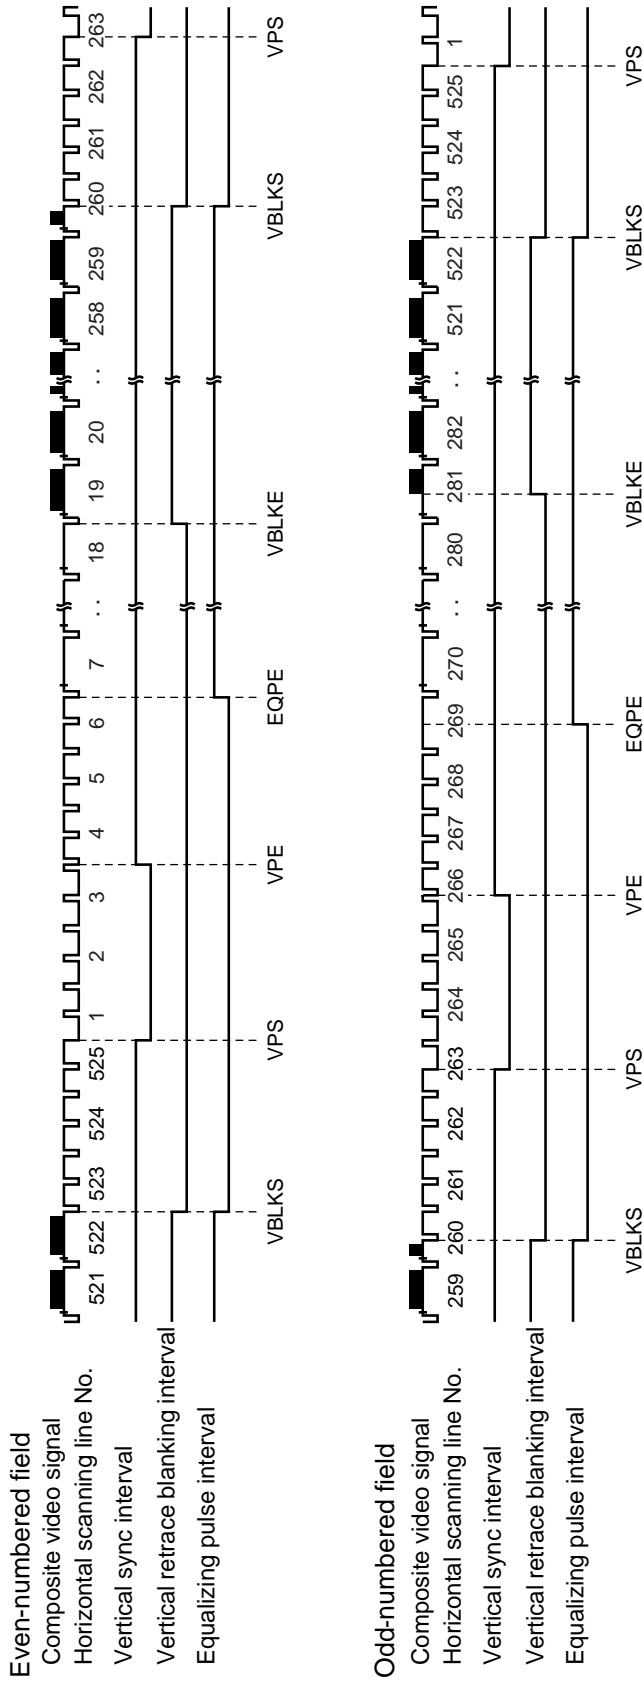 Even-numbered field
Composite video signal
Horizontal scanning line No. 521 522 523 524 525 1 2 3 4 5 6 7 . . 18 19 20 . . 258 259 260 261 262 263
Vertical sync interval
Vertical retrace blanking interval
Equalizing pulse interval
VBLKS VPS VPE EQPE VBLKE VBLKS VPS
Odd-numbered field
Composite video signal
Horizontal scanning line No. 259 260 261 262 263 264 265 266 267 268 269 270 . . 280 281 282 . . 521 522 523 524 525 1
Vertical sync interval
Vertical retrace blanking interval
Equalizing pulse interval
VBLKS VPS VPE EQPE VBLKE VBLKS VPS